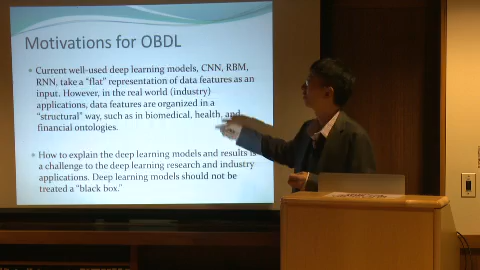 Motivations for OBDL
Current well-used deep learning models, CNN, RBM,
RNN, take a “flat” representation of data features as an
input. However, in the real world (industry)
applications, data features are organized in a
“structural” way, such as in biomedical, health, and
financial ontologies.
How to explain the deep learning models and results is
a challenge to the deep learning research and industry
applications. Deep learning models should not be
treated a “black box.”